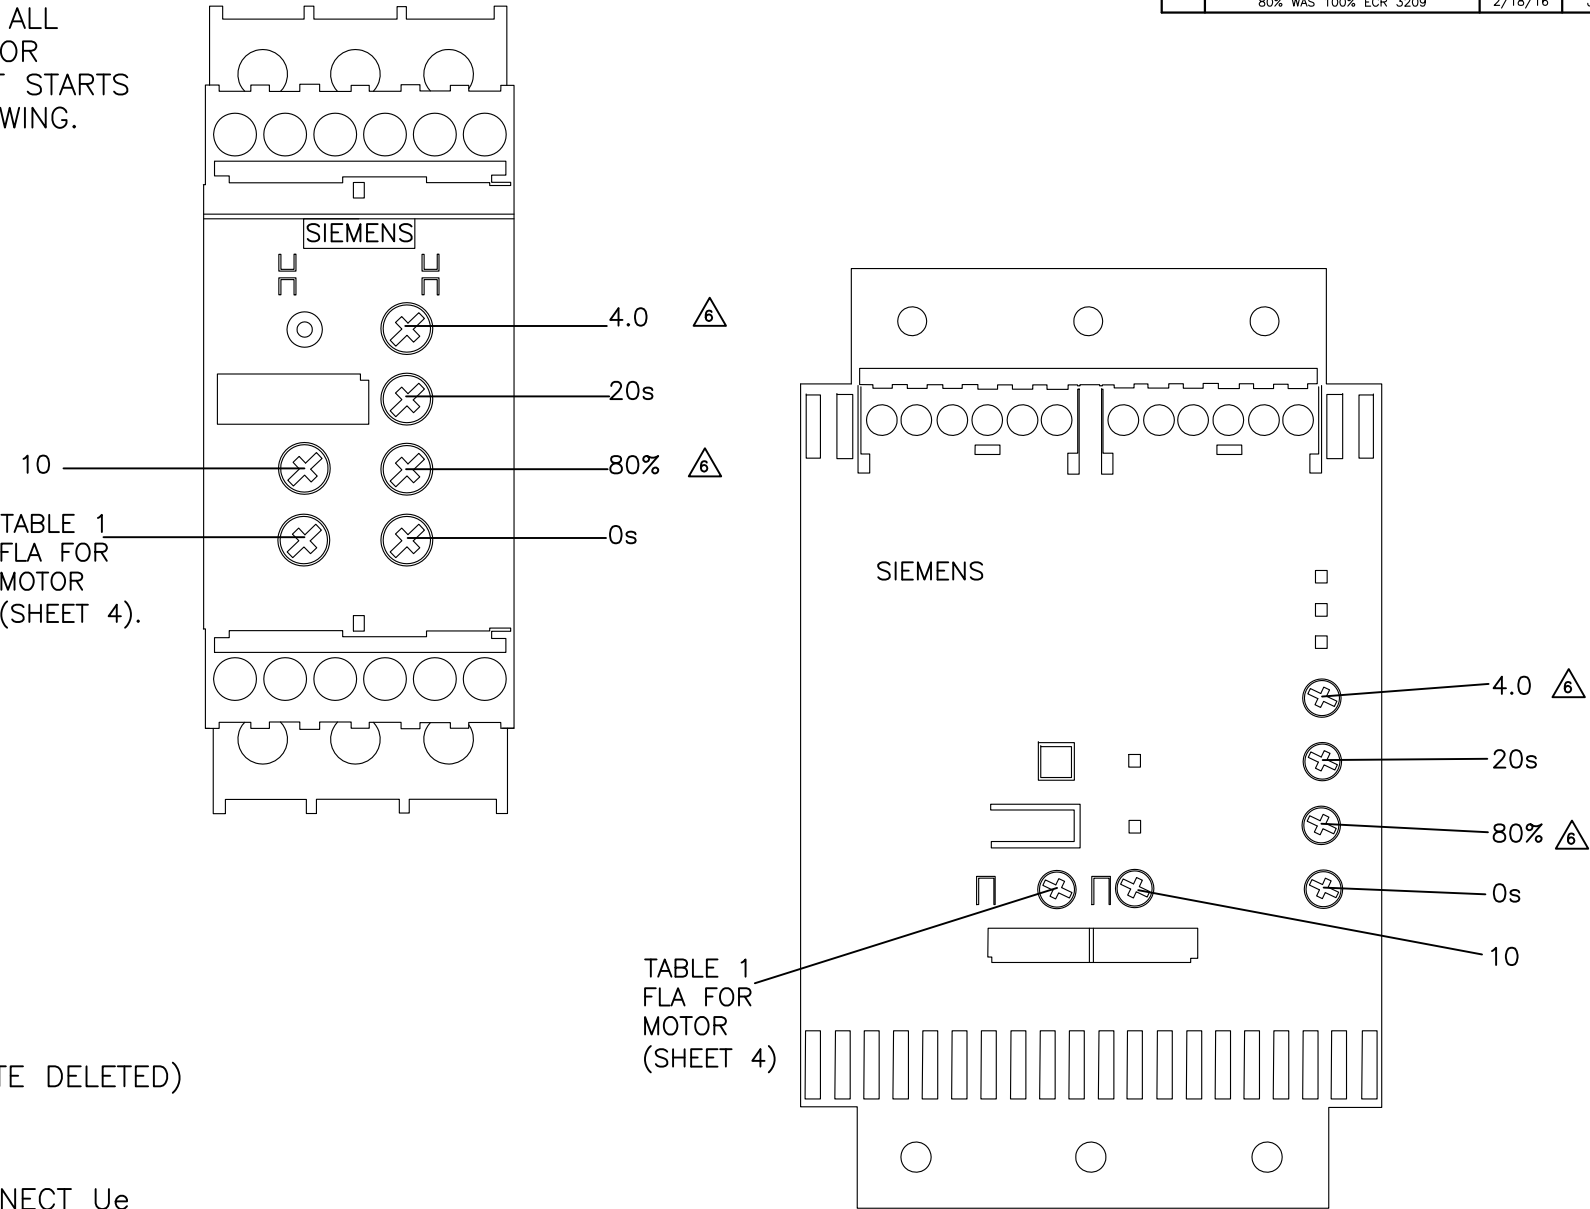 ALL
OR
T STARTS
WING.
80% WAS 100% ECR 3209
2/18/16
SIEMENS
4.0
6
20s
10
80%
6
TABLE 1
FLA FOR
MOTOR
(SHEET 4).
0s
SIEMENS
4.0
6
20s
80%
6
0s
10
TABLE 1
FLA FOR
MOTOR
(SHEET 4)
TE DELETED)
NNECT Ue